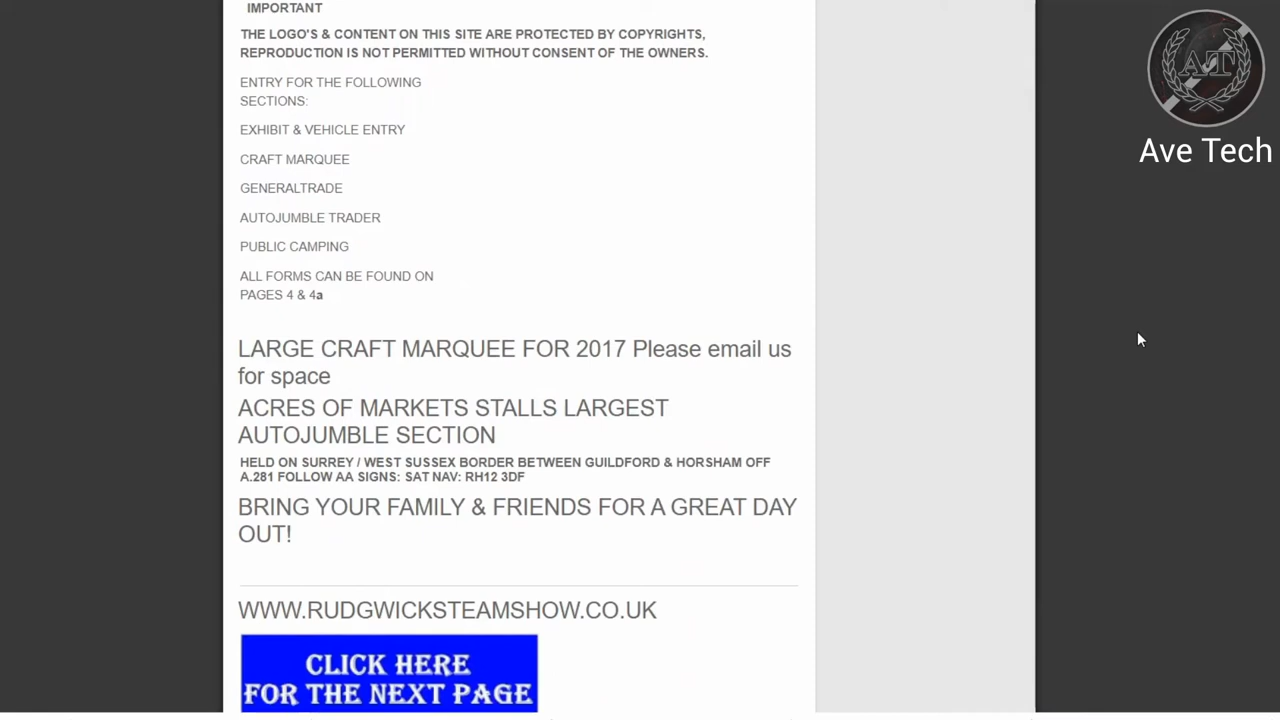 IMPORTANT
THE LOGO'S & CONTENT ON THIS SITE ARE PROTECTED BY COPYRIGHTS,
REPRODUCTION IS NOT PERMITTED WITHOUT CONSENT OF THE OWNERS.
ENTRY FOR THE FOLLOWING
SECTIONS:
EXHIBIT & VEHICLE ENTRY
CRAFT MARQUEE
GENERALTRADE
AUTOJUMBLE TRADER
PUBLIC CAMPING
ALL FORMS CAN BE FOUND ON
PAGES 4 & 4a
LARGE CRAFT MARQUEE FOR 2017 Please email us
for space
ACRES OF MARKETS STALLS LARGEST
AUTOJUMBLE SECTION
HELD ON SURREY / WEST SUSSEX BORDER BETWEEN GUILDFORD & HORSHAM OFF
A.281 FOLLOW AA SIGNS: SAT NAV: RH12 3DF
BRING YOUR FAMILY & FRIENDS FOR A GREAT DAY
OUT!
WWW.RUDGWICKSTEAMSHOW.CO.UK
CLICK HERE
FOR THE NEXT PAGE
AT
Ave Tech